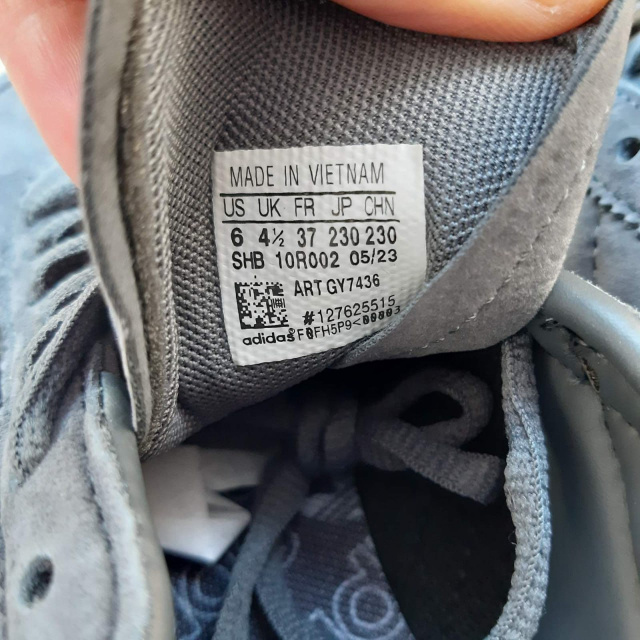 MADE IN VIETNAM
US UK FR JP CHN
6 4½ 37 230 230
SHB 10R002 05/23
ART GY7436
#127625515
adidas